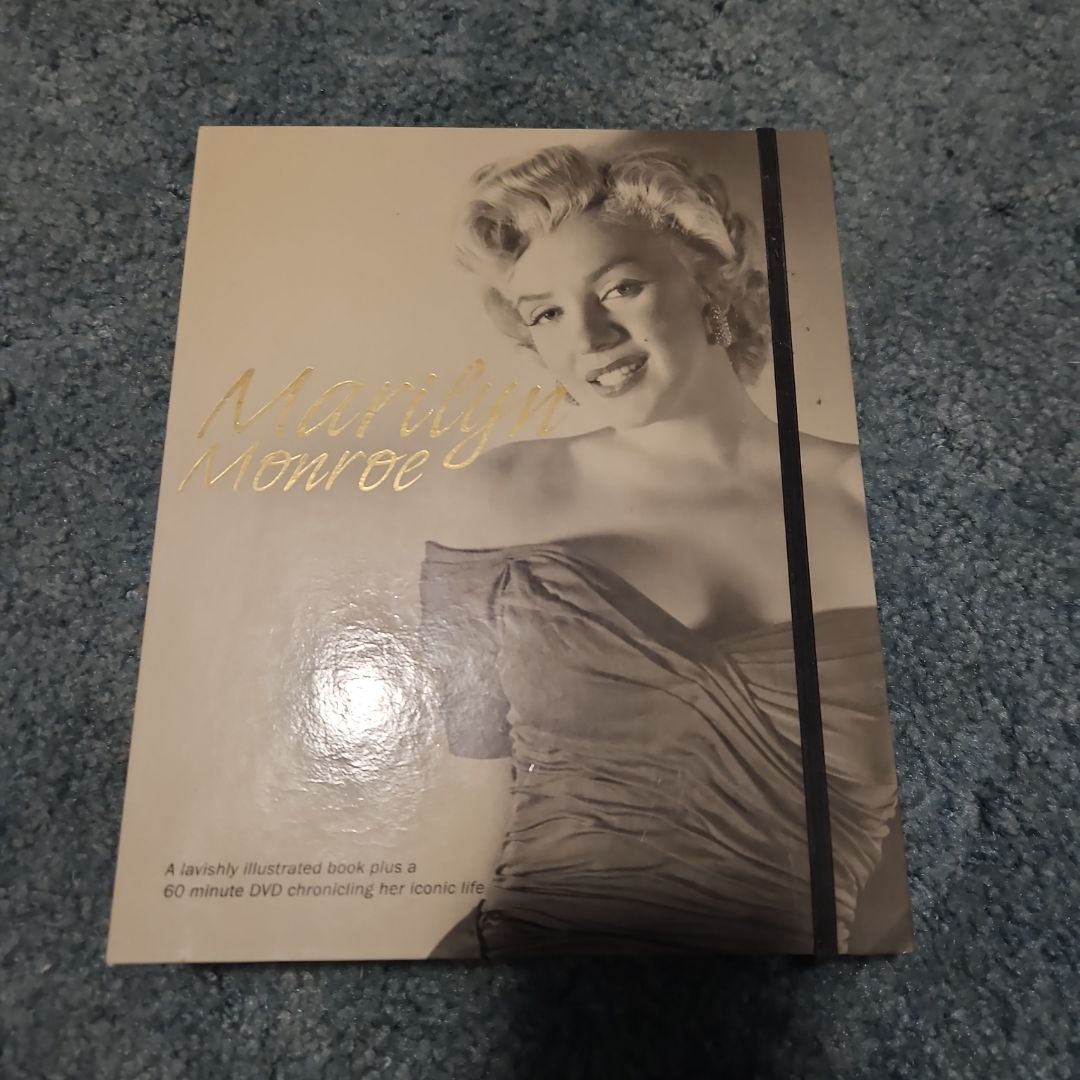 Marilyn
Monroe
A lavishly illustrated book plus a
60 minute DVD chronicling her iconic life